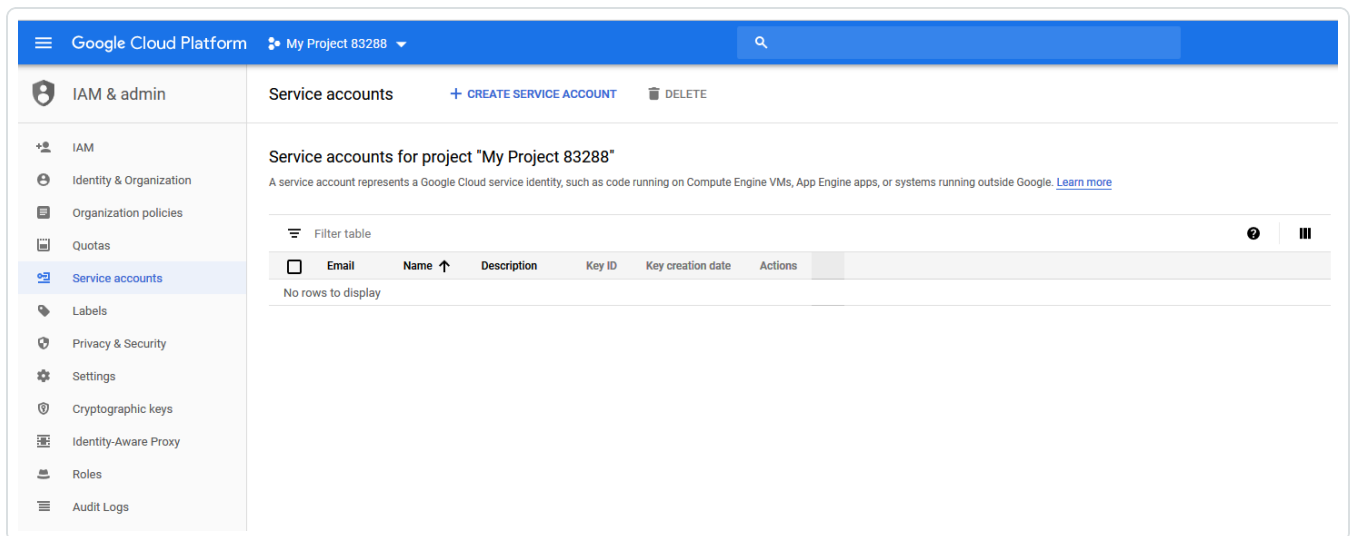 Google Cloud Platform My Project 83288
IAM & admin
Service accounts CREATE SERVICE ACCOUNT DELETE
IAM
Identity & Organization
Organization policies
Quotas
Service accounts
Labels
Privacy & Security
Settings
Cryptographic keys
Identity-Aware Proxy
Roles
Audit Logs
Service accounts for project "My Project 83288"
A service account represents a Google Cloud service identity, such as code running on Compute Engine VMs, App Engine apps, or systems running outside Google. Learn more
Filter table
Email Name Description Key ID Key creation date Actions
No rows to display